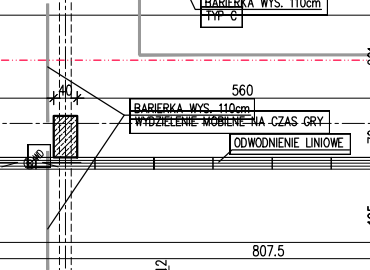 BARIERKA WYS. 110cm
TYP C
40
560
BARIERKA WYS. 110cm
WYDZIELENIE MOBILNE NA CZAS GRY
ODWODNIENIE LINIOWE
807.5